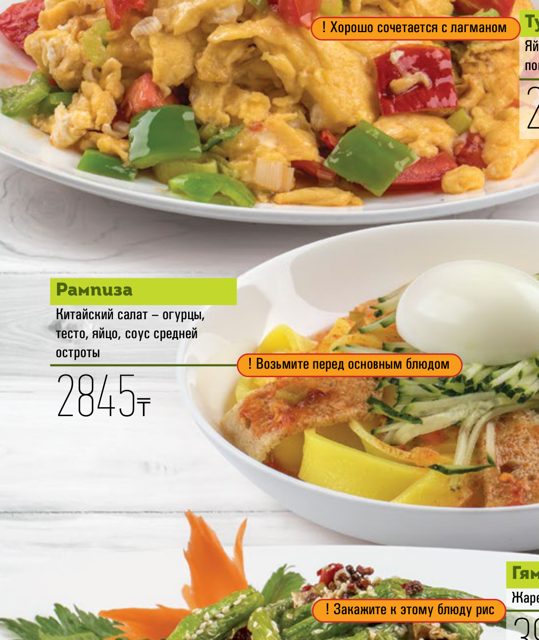 ! Хорошо сочетается с лагманом
Рампиза
Китайский салат – огурцы,
тесто, яйцо, соус средней
остроты
! Возьмите перед основным блюдом
2845₸
! Закажите к этому блюду рис